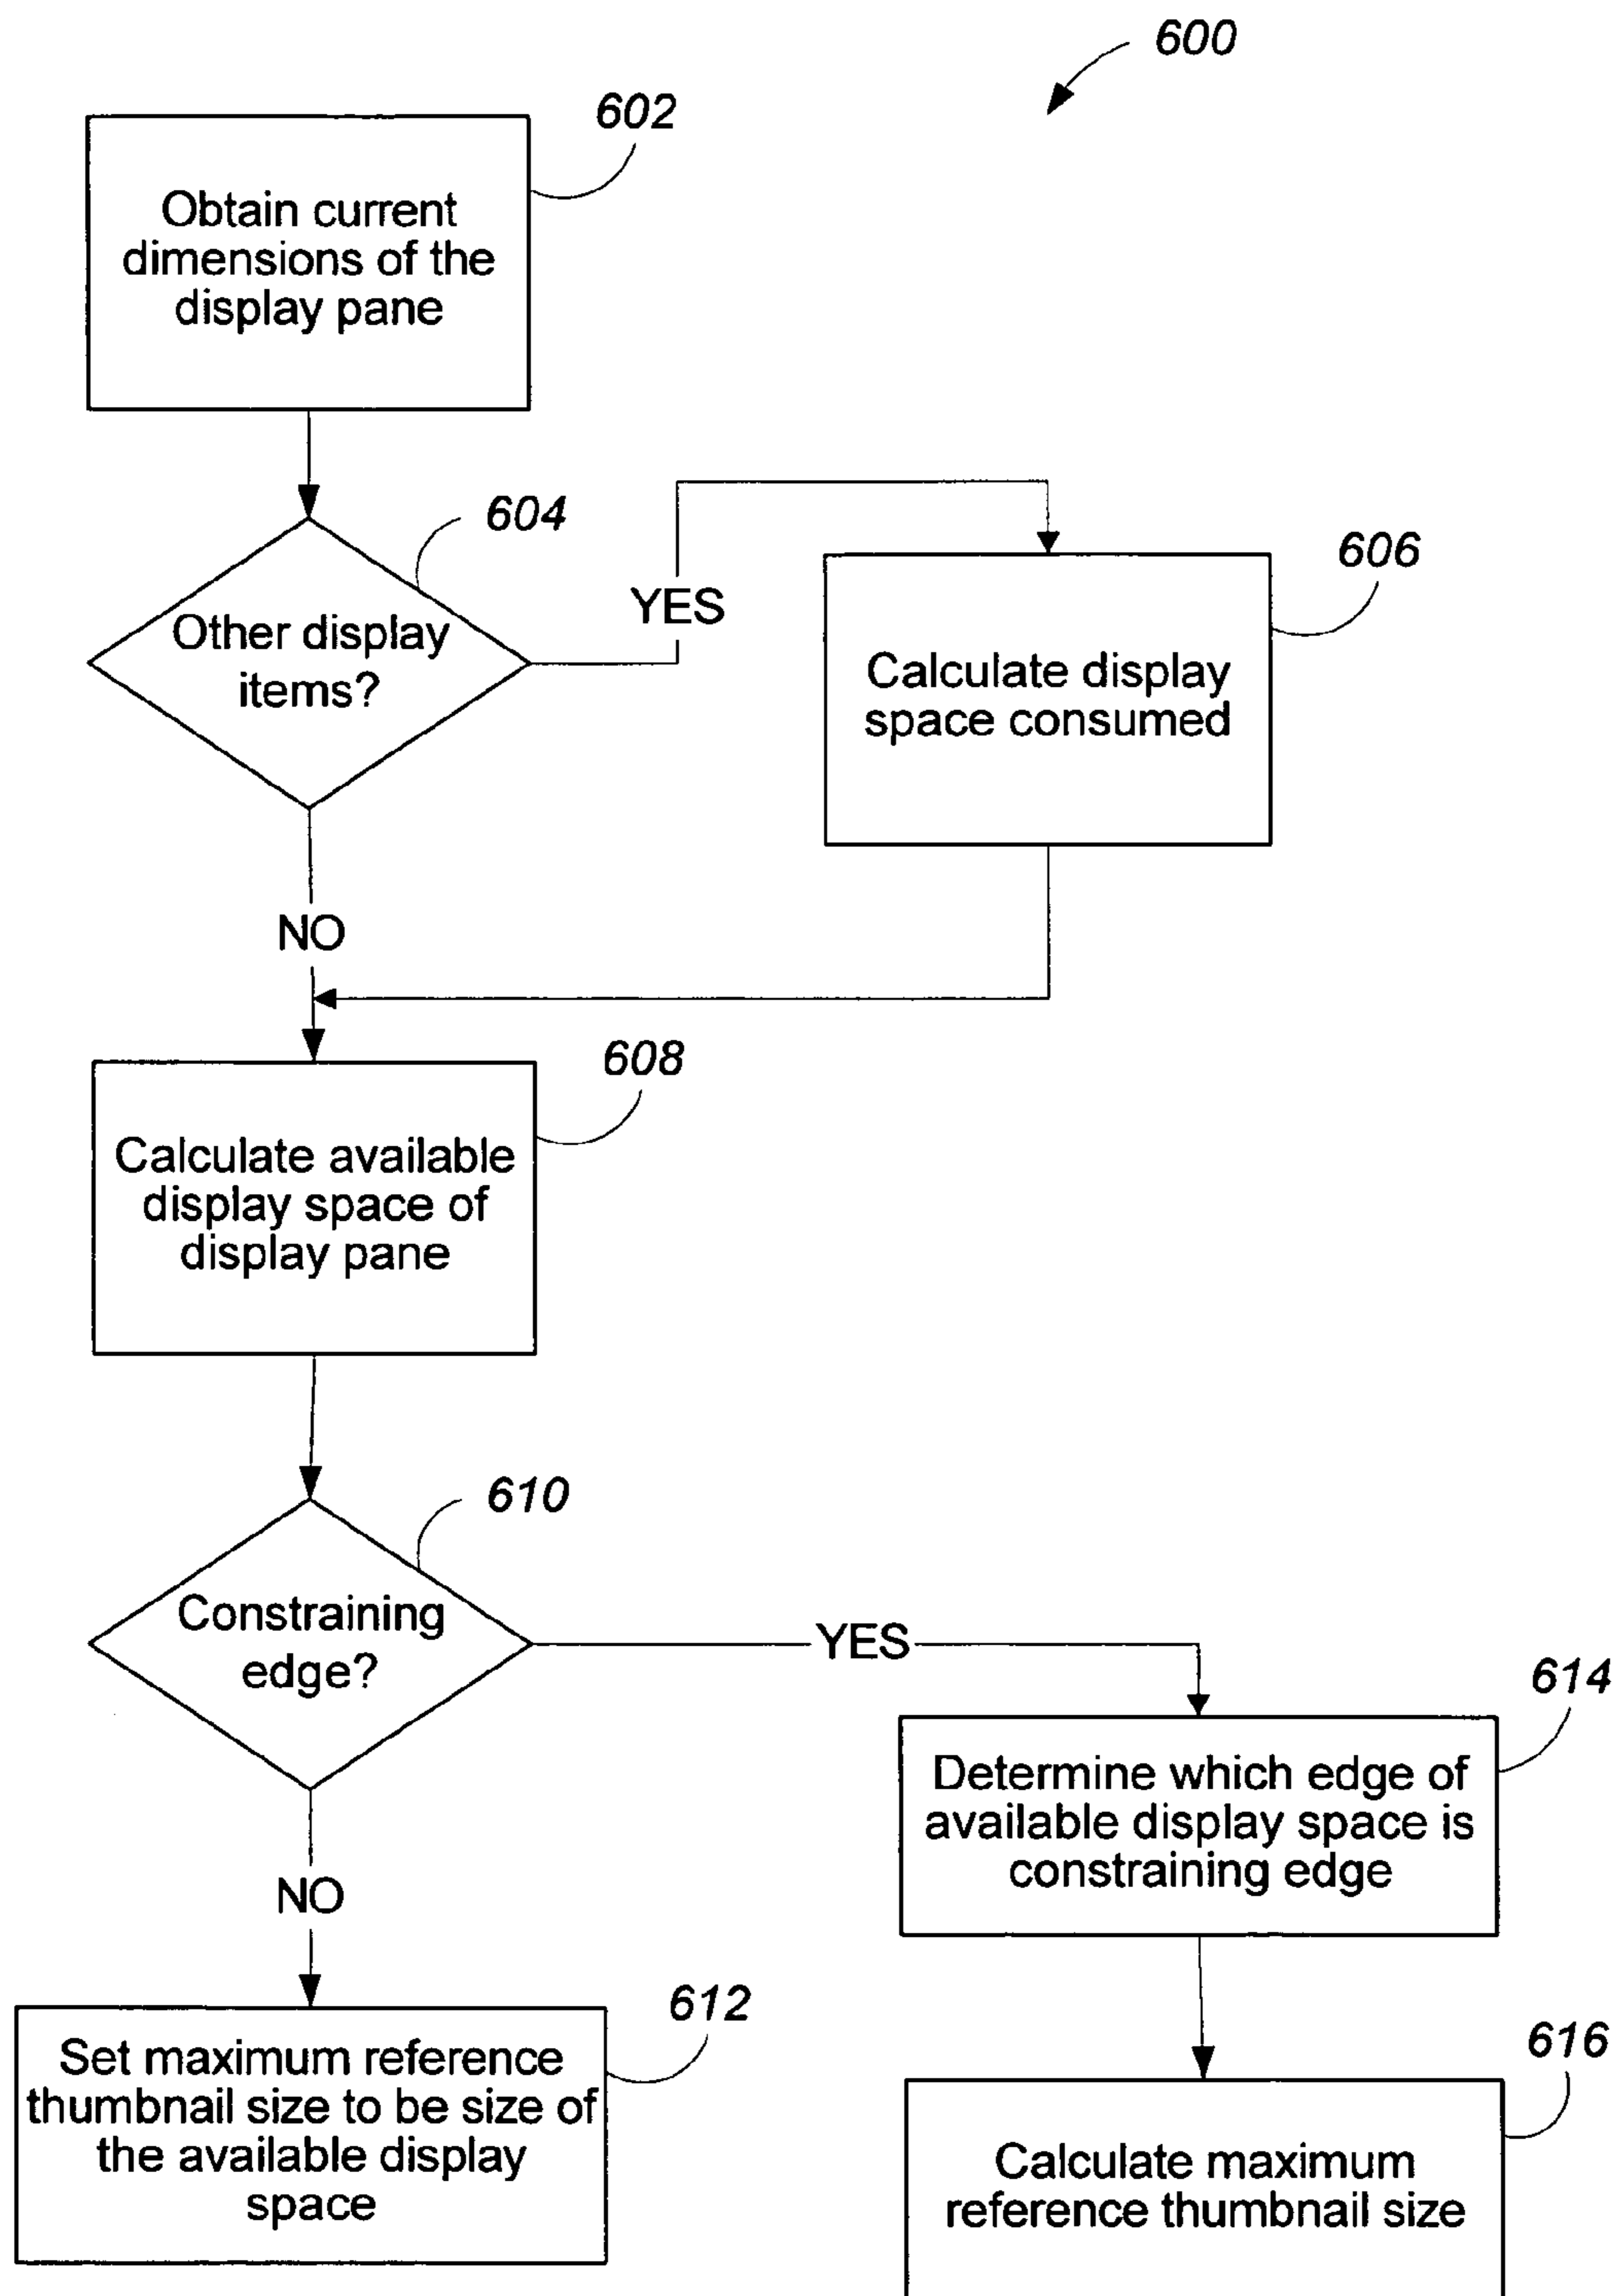 600
602
Obtain current
dimensions of the
display pane
604
Other display
items?
YES
606
Calculate display
space consumed
NO
608
Calculate available
display space of
display pane
610
Constraining
edge?
YES
614
Determine which edge of
available display space is
constraining edge
NO
612
Set maximum reference
thumbnail size to be size of
the available display
space
616
Calculate maximum
reference thumbnail size